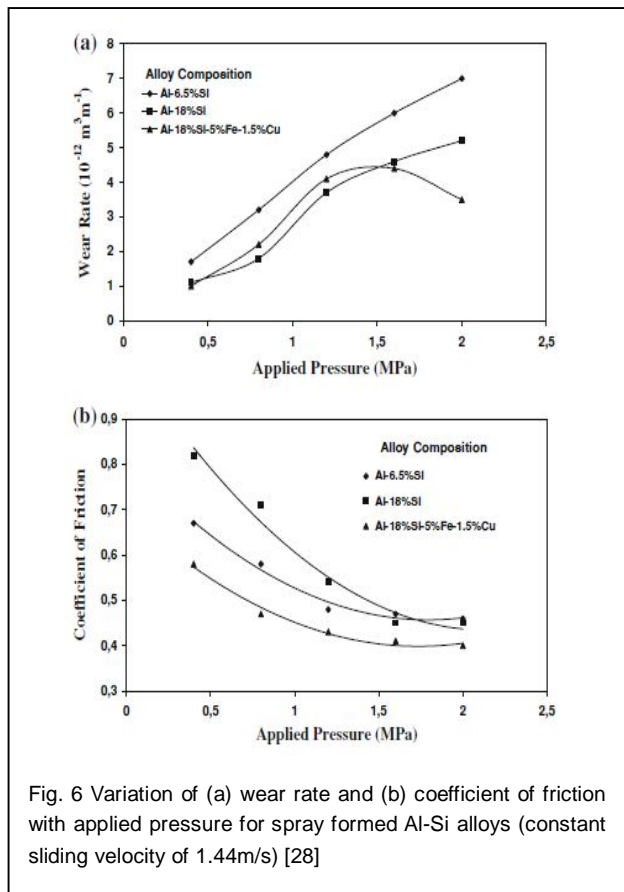 (a)
8
7
6
5
4
3
2
1
0
Wear Rate (10⁻¹² m³m⁻¹)
Alloy Composition
Al-6.5%Si
Al-18%Si
Al-18%Si-5%Fe-1.5%Cu
0 0,5 1 1,5 2 2,5
Applied Pressure (MPa)
(b)
0,9
0,8
0,7
0,6
0,5
0,4
0,3
Coefficient of Friction
Alloy Composition
Al-6.5%Si
Al-18%Si
Al-18%Si-5%Fe-1.5%Cu
0 0,5 1 1,5 2 2,5
Applied Pressure (MPa)
Fig. 6 Variation of (a) wear rate and (b) coefficient of friction
with applied pressure for spray formed Al-Si alloys (constant
sliding velocity of 1.44m/s) [28]